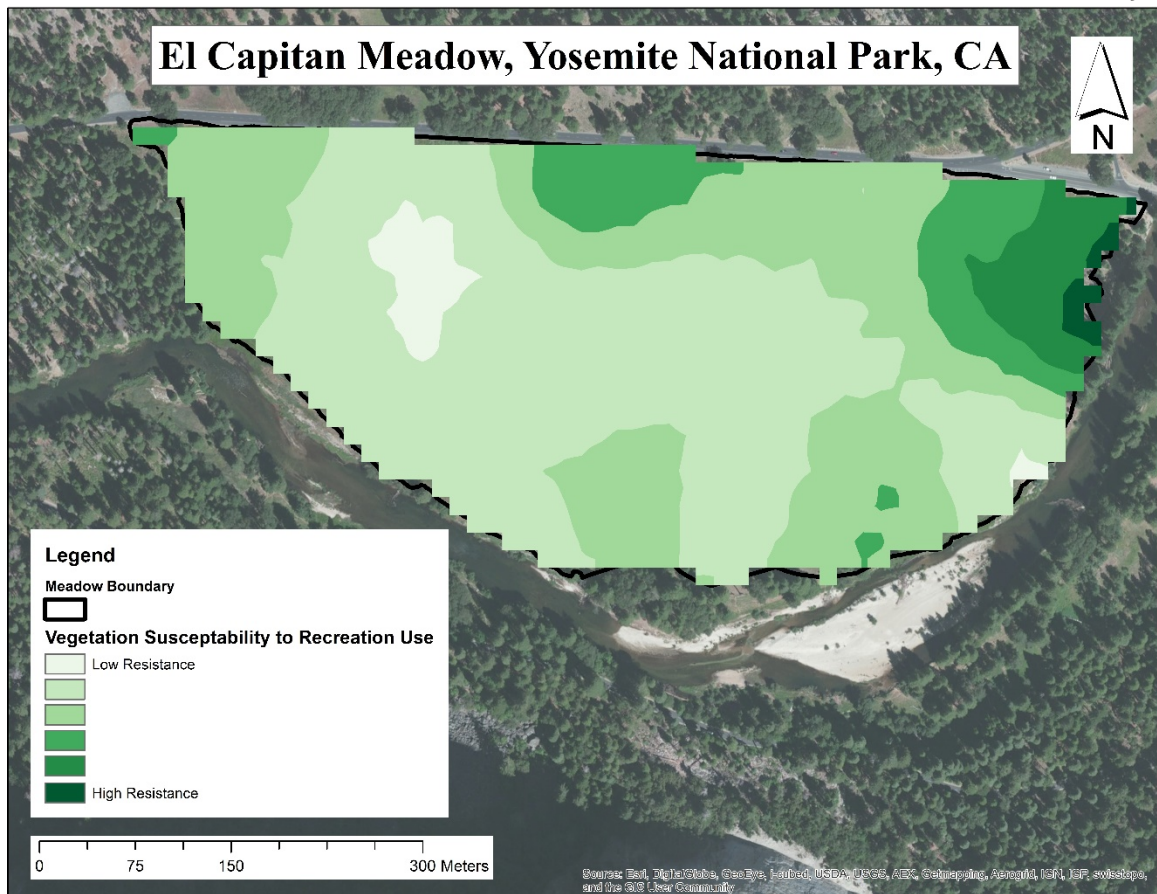 El Capitan Meadow, Yosemite National Park, CA
N
Legend
Meadow Boundary
Vegetation Susceptability to Recreation Use
Low Resistance
High Resistance
0 75 150 300 Meters
Source: Esri, DigitalGlobe, GeoEye, i-cubed, USDA, USGS, AEX, Getmapping, Aerogrid, IGN, IGP, swisstopo,
and the GIS User Community